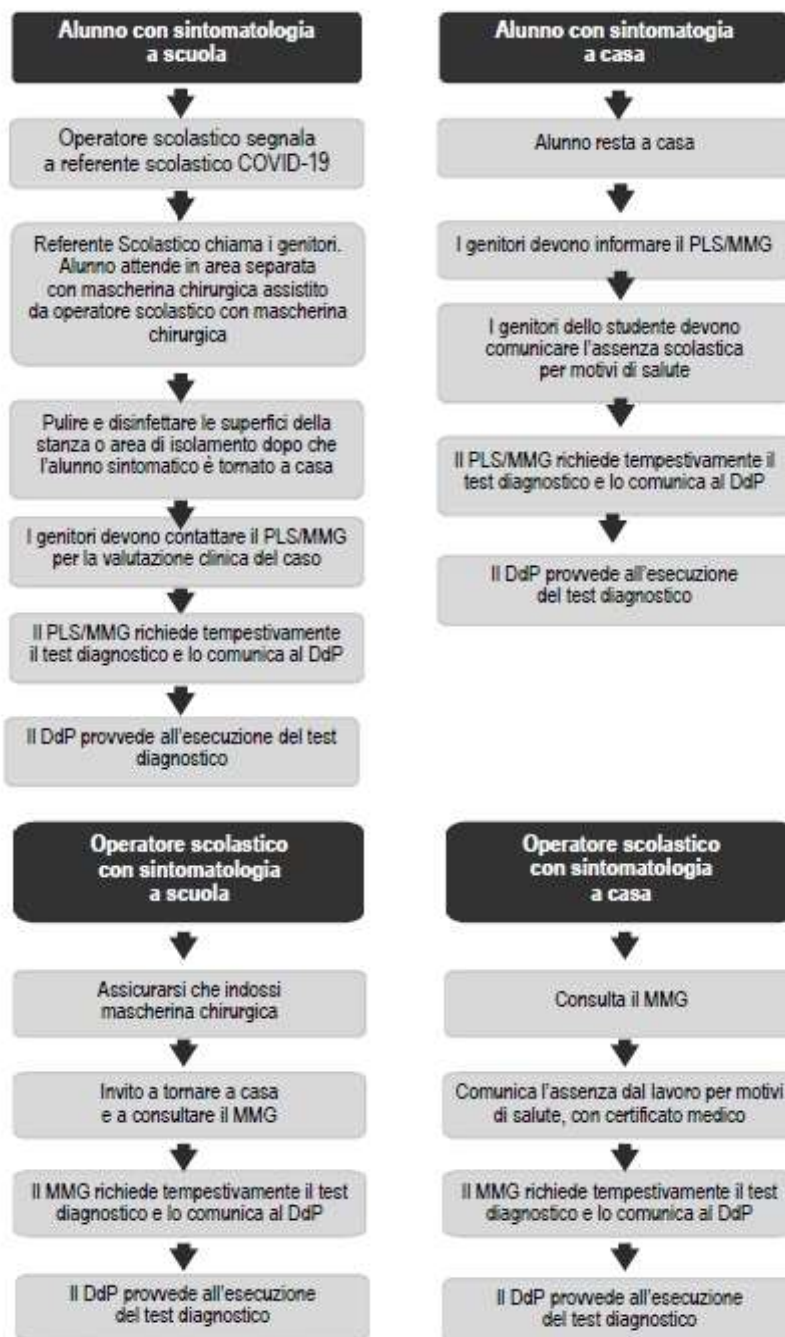 Alunno con sintomatologia
a scuola
Operatore scolastico segnala
a referente scolastico COVID-19
Referente Scolastico chiama i genitori.
Alunno attende in area separata
con mascherina chirurgica assistito
da operatore scolastico con mascherina
chirurgica
Pulire e disinfettare le superfici della
stanza o area di isolamento dopo che
l'alunno sintomatico è tornato a casa
I genitori devono contattare il PLS/MMG
per la valutazione clinica del caso
Il PLS/MMG richiede tempestivamente
il test diagnostico e lo comunica al DdP
Il DdP provvede all'esecuzione del test
diagnostico
Alunno con sintomatogia
a casa
Alunno resta a casa
I genitori devono informare il PLS/MMG
I genitori dello studente devono
comunicare l'assenza scolastica
per motivi di salute
Il PLS/MMG richiede tempestivamente il
test diagnostico e lo comunica al DdP
Il DdP provvede all'esecuzione
del test diagnostico
Operatore scolastico
con sintomatologia
a scuola
Assicurarsi che indossi
mascherina chirurgica
Invito a tornare a casa
e a consultare il MMG
Il MMG richiede tempestivamente il test
diagnostico e lo comunica al DdP
Il DdP provvede all'esecuzione
del test diagnostico
Operatore scolastico
con sintomatologia
a casa
Consulta il MMG
Comunica l'assenza dal lavoro per motivi
di salute, con certificato medico
Il MMG richiede tempestivamente il test
diagnostico e lo comunica al DdP
Il DdP provvede all'esecuzione
del test diagnostico